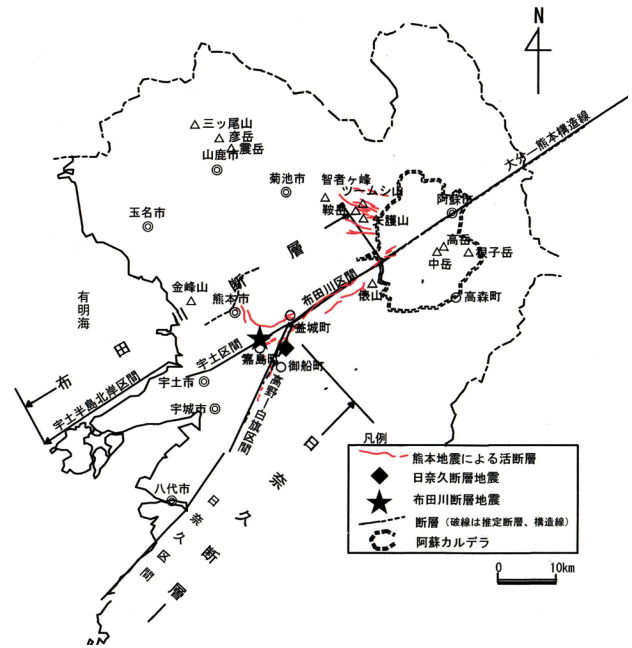 N
三ッ尾山
彦岳
震岳
山鹿市
菊池市
智者ヶ峰
ツームシ山
鞍岳
矢護山
大分ー熊本構造線
阿蘇市
玉名市
高岳
中岳
根子岳
断層
布田川区間
俵山
高森町
有明海
金峰山
熊本市
益城町
嘉島町
御船町
布田
宇土区間
宇土半島北岸区間
宇土市
宇城市
高野ー白旗区間
八代市
日奈久区間
日奈久断層
凡例
熊本地震による活断層
日奈久断層地震
布田川断層地震
断層（破線は推定断層、構造線）
阿蘇カルデラ
0 10km